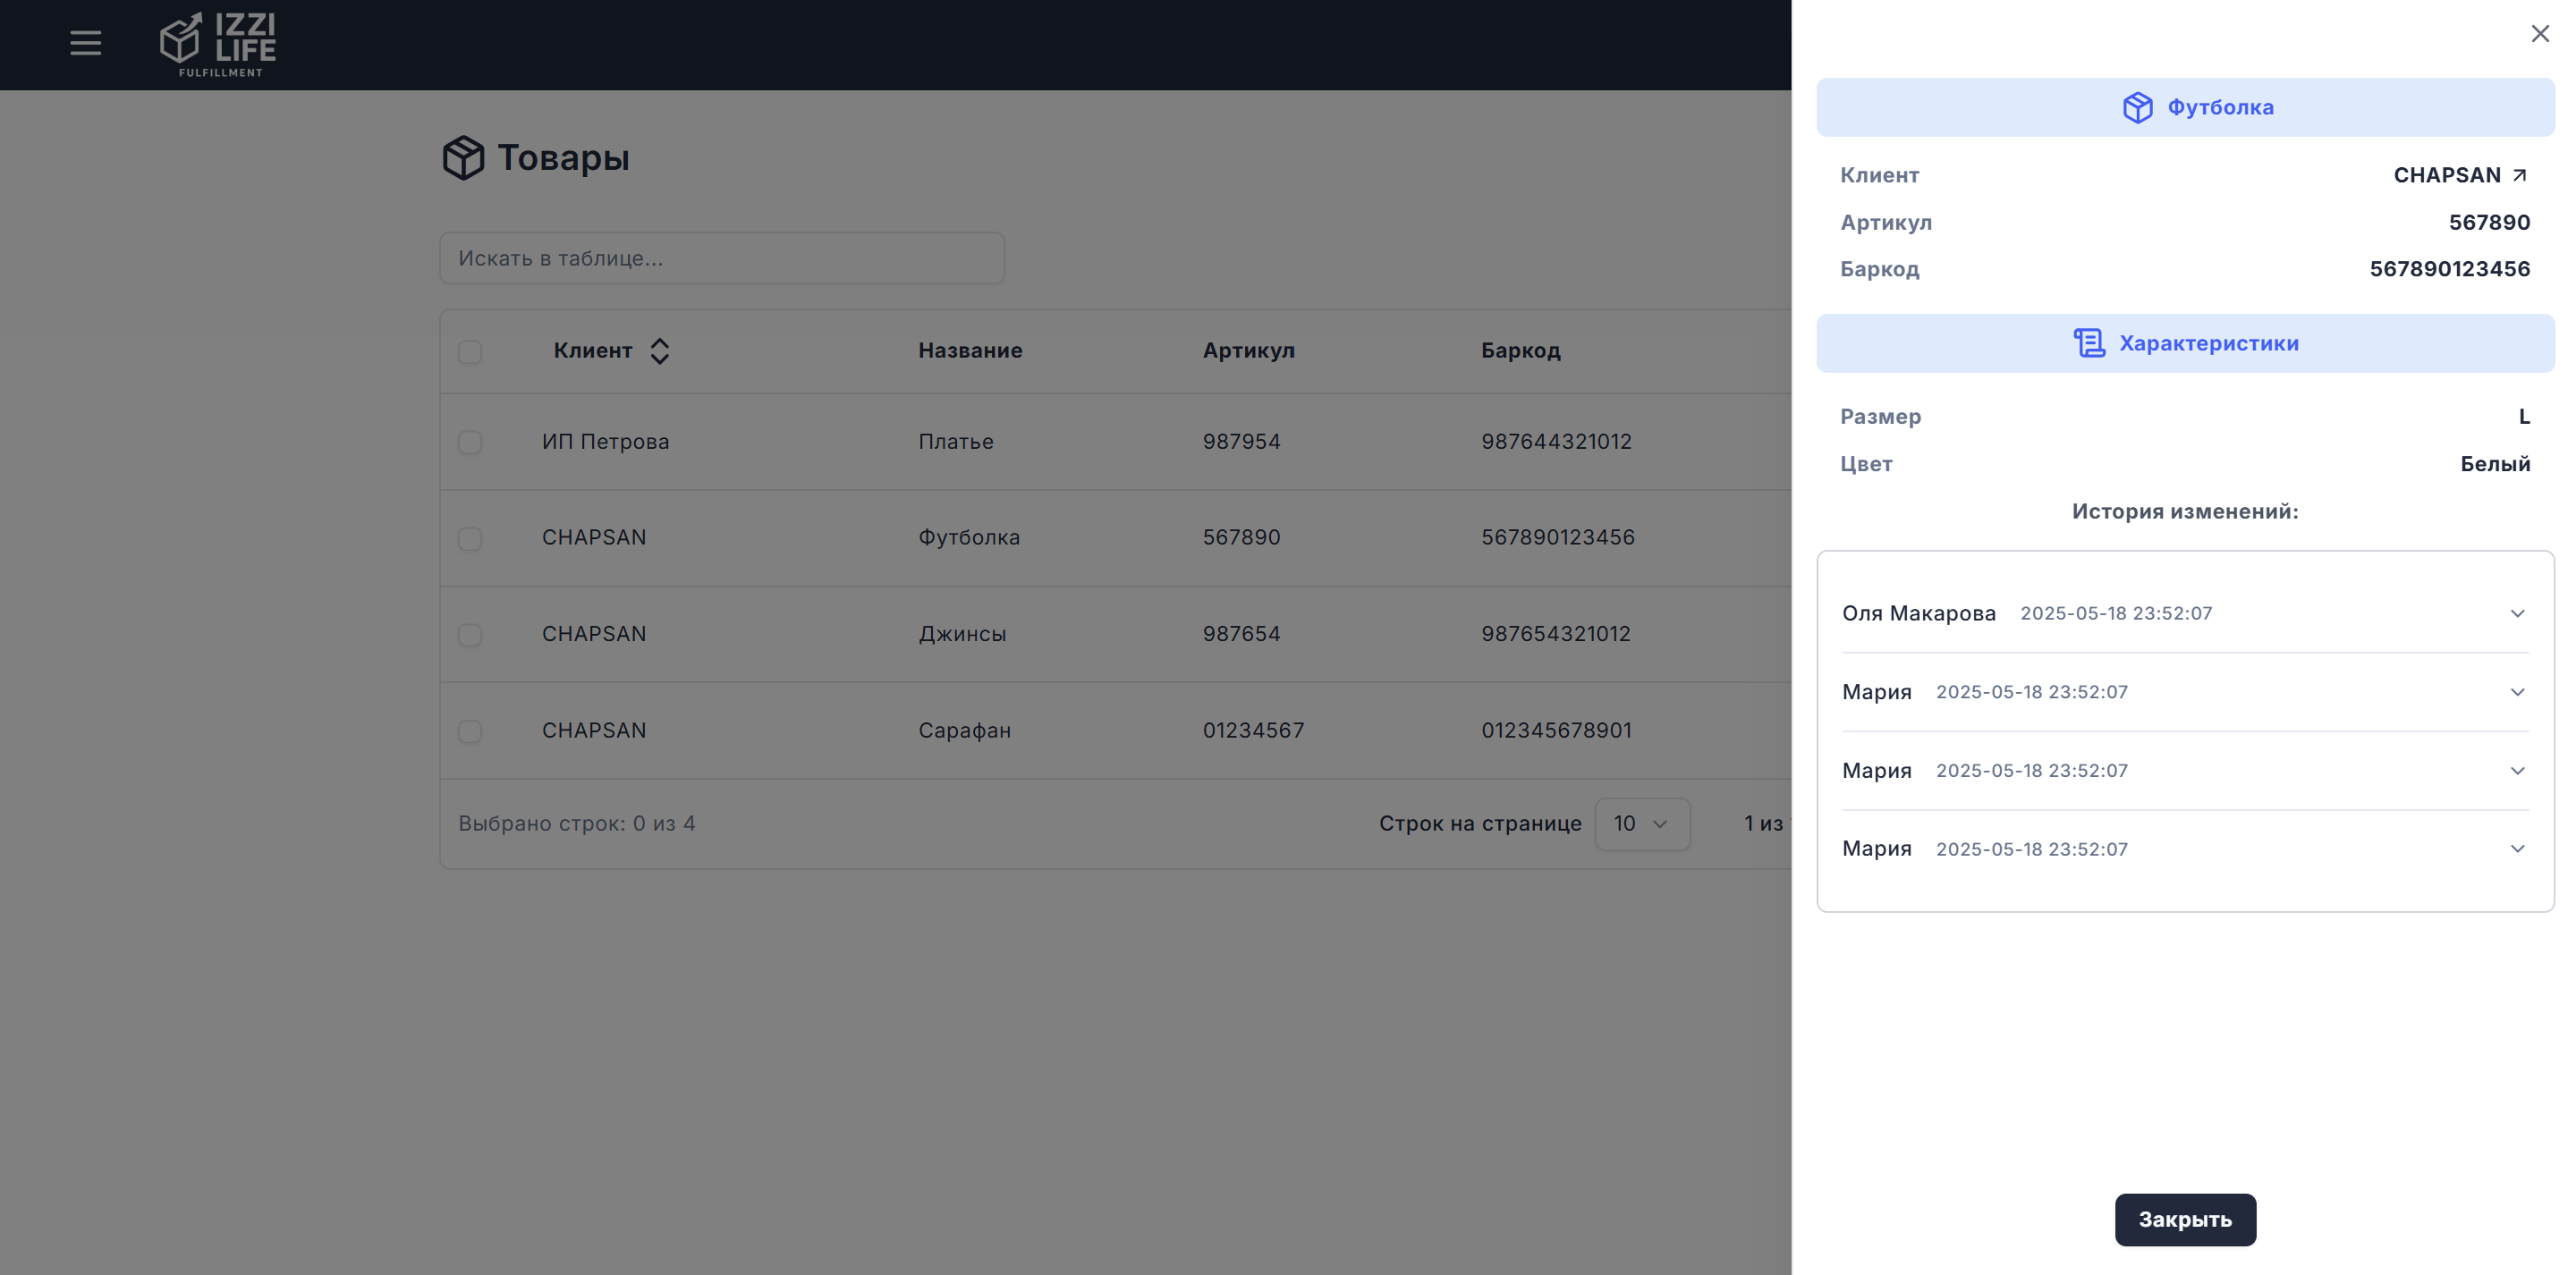 IZZI
LIFE
FULFILLMENT
Товары
Искать в таблице...
Клиент Название Артикул Баркод
ИП Петрова Платье 987954 987644321012
CHAPSAN Футболка 567890 567890123456
CHAPSAN Джинсы 987654 987654321012
CHAPSAN Сарафан 01234567 012345678901
Выбрано строк: 0 из 4 Строк на странице 10 1 из
Футболка
Клиент CHAPSAN
Артикул 567890
Баркод 567890123456
Характеристики
Размер L
Цвет Белый
История изменений:
Оля Макарова 2025-05-18 23:52:07
Мария 2025-05-18 23:52:07
Мария 2025-05-18 23:52:07
Мария 2025-05-18 23:52:07
Закрыть